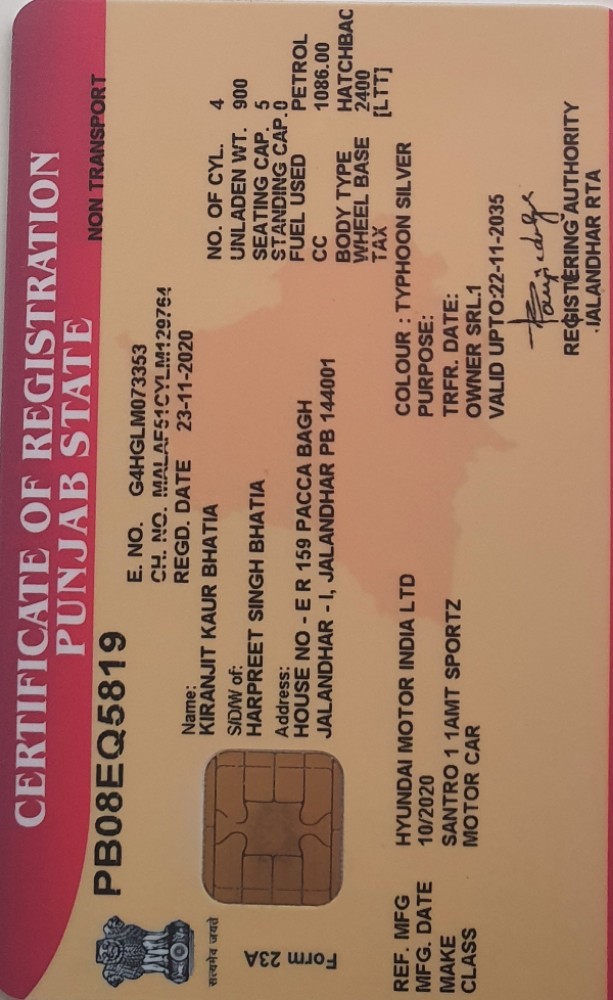 CERTIFICATE OF REGISTRATION
PUNJAB STATE
PB08EQ5819
NON TRANSPORT
E. NO. G4HGLM073353
CH. NO. MALAF51CYLM129764
REGD. DATE 23-11-2020
सत्यमेव जयते
Form 23A
Name:
KIRANJIT KAUR BHATIA
S/D/W of:
HARPREET SINGH BHATIA
Address:
HOUSE NO - E R 159 PACCA BAGH
JALANDHAR - I, JALANDHAR PB 144001
NO. OF CYL. 4
UNLADEN WT. 900
SEATING CAP. 5
STANDING CAP. 0
FUEL USED PETROL
CC 1086.00
BODY TYPE HATCHBAC
WHEEL BASE 2400
TAX [LTT]
REF. MFG HYUNDAI MOTOR INDIA LTD
MFG. DATE 10/2020
MAKE SANTRO 1 1AMT SPORTZ
CLASS MOTOR CAR
COLOUR : TYPHOON SILVER
PURPOSE:
TRFR. DATE:
OWNER SRL.1
VALID UPTO:22-11-2035
REGISTERING AUTHORITY
JALANDHAR RTA